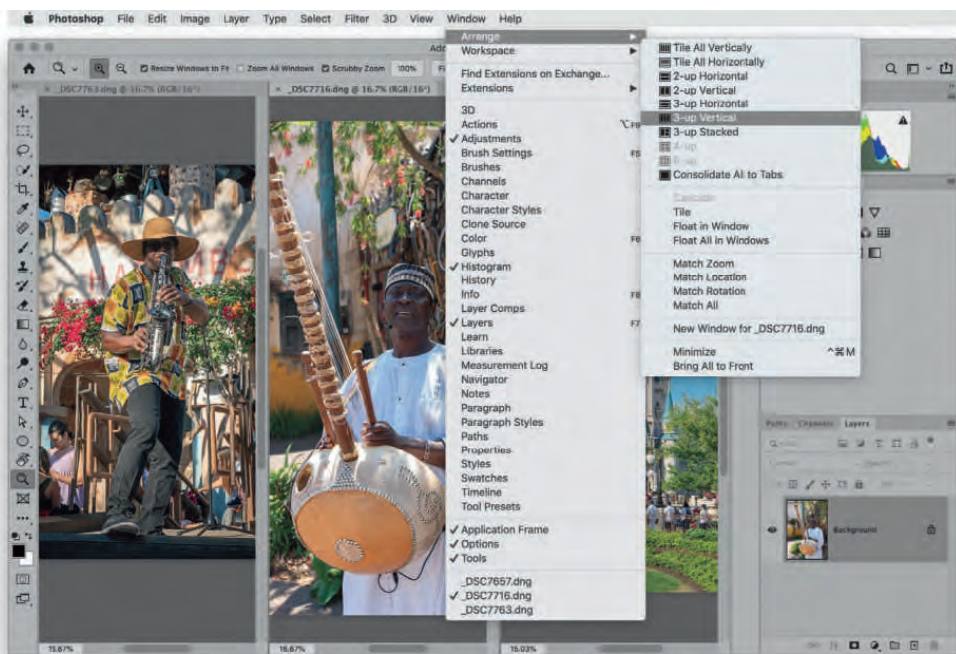 Photoshop File Edit Image Layer Type Select Filter 3D View Window Help
Resize Windows to Fit Zoom All Windows Scrubby Zoom 100%
_DSC7763.dng @ 16.7% (RGB/16*)
_DSC7716.dng @ 16.7% (RGB/16*)
Arrange
Workspace
Find Extensions on Exchange...
Extensions
3D
Actions
Adjustments
Brush Settings F5
Brushes
Channels
Character
Character Styles
Clone Source
Color F6
Glyphs
Histogram
History
Info F8
Layer Comps
Layers F7
Learn
Libraries
Measurement Log
Navigator
Notes
Paragraph
Paragraph Styles
Paths
Properties
Styles
Swatches
Timeline
Tool Presets
Application Frame
Options
Tools
_DSC7657.dng
_DSC7716.dng
_DSC7763.dng
Tile All Vertically
Tile All Horizontally
2-up Horizontal
2-up Vertical
3-up Horizontal
3-up Vertical
3-up Stacked
4-up
6-up
Consolidate All to Tabs
Cascade
Tile
Float in Window
Float All in Windows
Match Zoom
Match Location
Match Rotation
Match All
New Window for _DSC7716.dng
Minimize ^⌘M
Bring All to Front
Paths Channels Layers
Background
15.67%
16.67%
15.03%